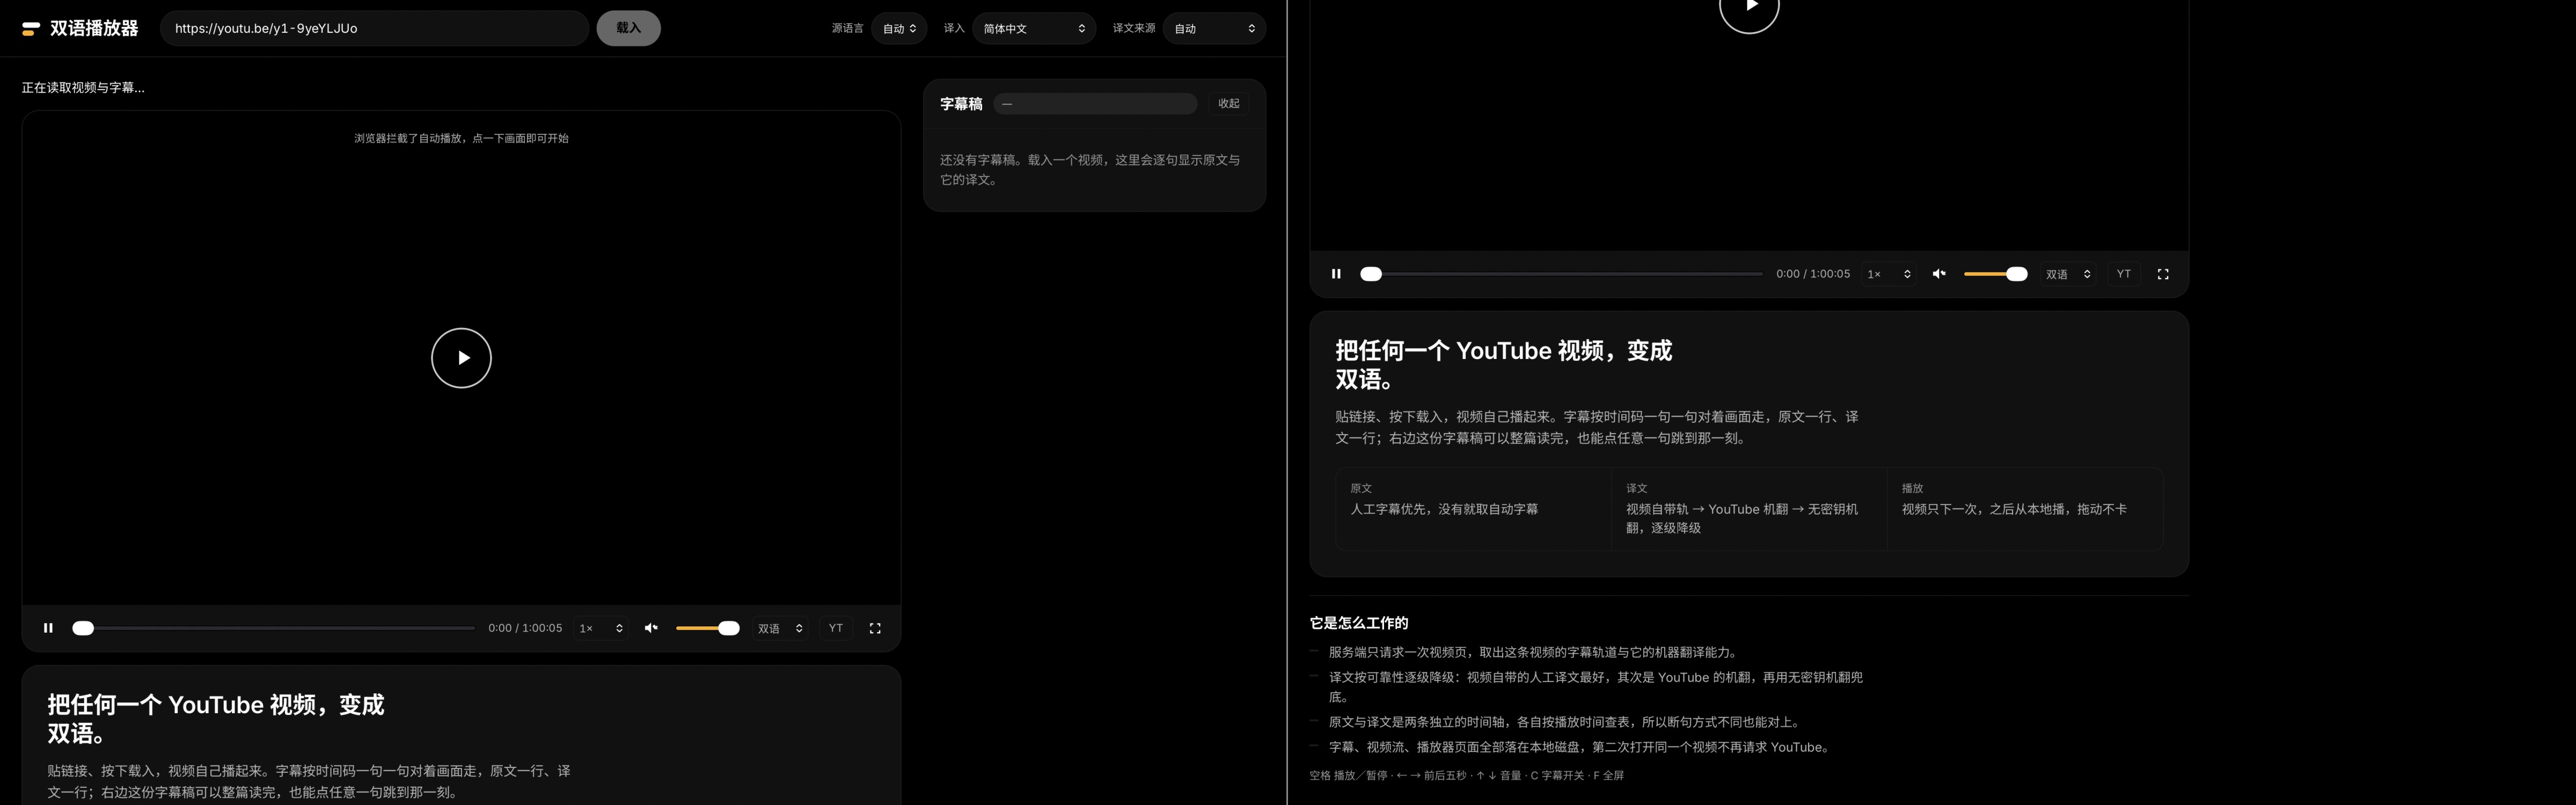 双语播放器
https://youtu.be/y1-9yeYLJUo
载入
源语言 自动 译入 简体中文 译文来源 自动
正在读取视频与字幕...
浏览器拦截了自动播放，点一下画面即可开始
0:00 / 1:00:05 1× 双语 YT
把任何一个 YouTube 视频，变成
双语。
贴链接、按下载入，视频自己播起来。字幕按时间码一句一句对着画面走，原文一行、译
文一行；右边这份字幕稿可以整篇读完，也能点任意一句跳到那一刻。
字幕稿 — 收起
还没有字幕稿。载入一个视频，这里会逐句显示原文与
它的译文。
0:00 / 1:00:05 1× 双语 YT
把任何一个 YouTube 视频，变成
双语。
贴链接、按下载入，视频自己播起来。字幕按时间码一句一句对着画面走，原文一行、译
文一行；右边这份字幕稿可以整篇读完，也能点任意一句跳到那一刻。
原文
人工字幕优先，没有就取自动字幕
译文
视频自带轨 → YouTube 机翻 → 无密钥机
翻，逐级降级
播放
视频只下一次，之后从本地播，拖动不卡
它是怎么工作的
服务端只请求一次视频页，取出这条视频的字幕轨道与它的机器翻译能力。
译文按可靠性逐级降级：视频自带的人工译文最好，其次是 YouTube 的机翻，再用无密钥机翻兜
底。
原文与译文是两条独立的时间轴，各自按播放时间查表，所以断句方式不同也能对上。
字幕、视频流、播放器页面全部落在本地磁盘，第二次打开同一个视频不再请求 YouTube。
空格 播放／暂停 · ← → 前后五秒 · ↑ ↓ 音量 · C 字幕开关 · F 全屏